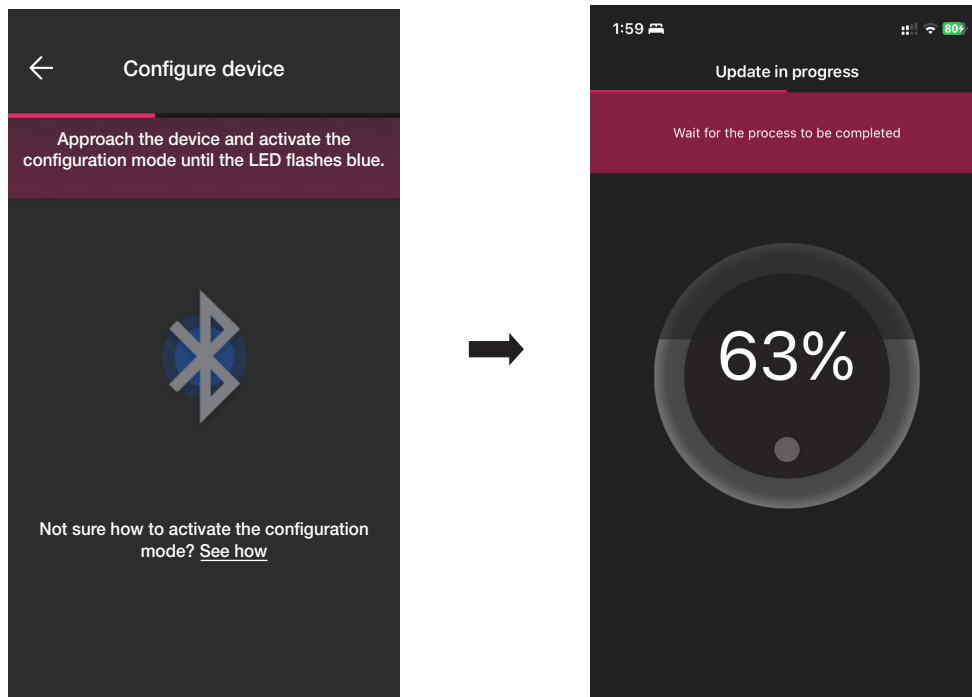 Configure device
Approach the device and activate the
configuration mode until the LED flashes blue.
Not sure how to activate the configuration
mode? See how
1:59
80
Update in progress
Wait for the process to be completed
63%